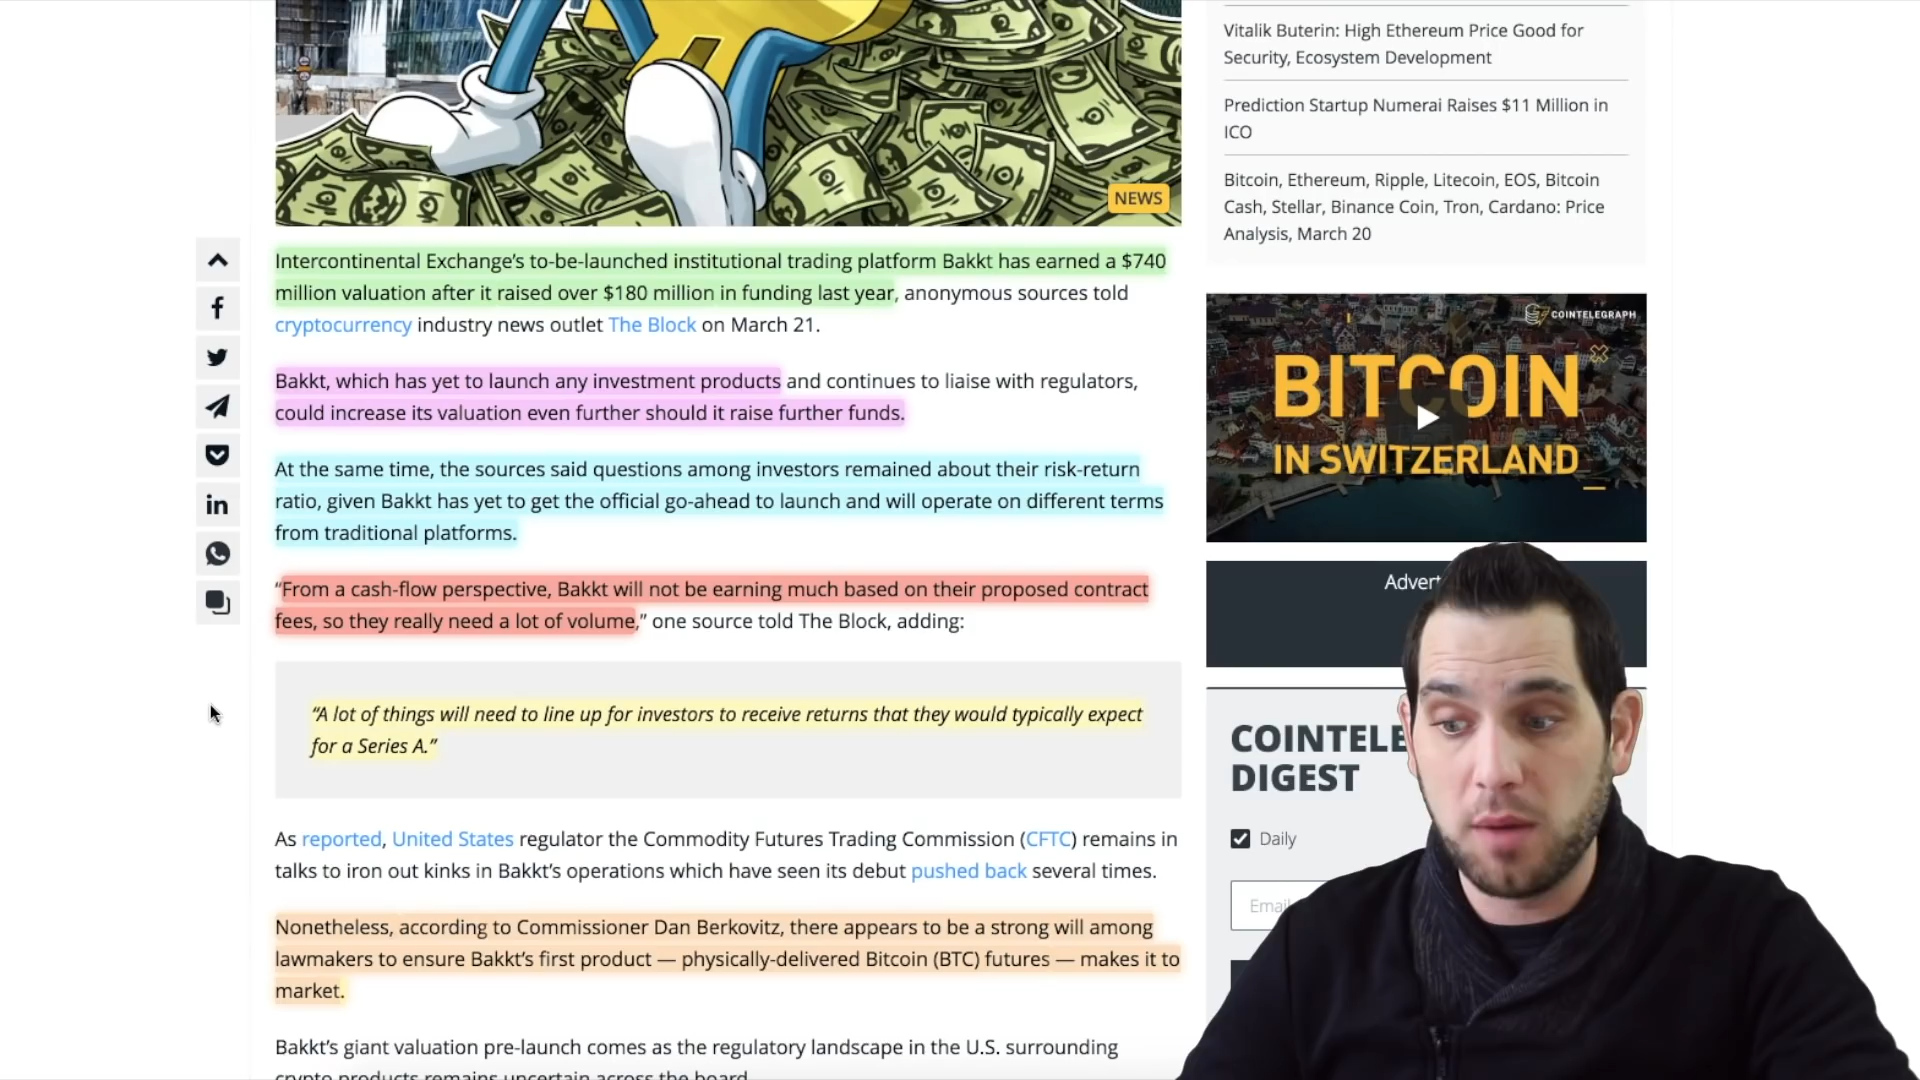 Vitalik Buterin: High Ethereum Price Good for
Security, Ecosystem Development
Prediction Startup Numerai Raises $11 Million in
ICO
Bitcoin, Ethereum, Ripple, Litecoin, EOS, Bitcoin
Cash, Stellar, Binance Coin, Tron, Cardano: Price
Analysis, March 20
NEWS
Intercontinental Exchange’s to-be-launched institutional trading platform Bakkt has earned a $740
million valuation after it raised over $180 million in funding last year, anonymous sources told
cryptocurrency industry news outlet The Block on March 21.
Bakkt, which has yet to launch any investment products and continues to liaise with regulators,
could increase its valuation even further should it raise further funds.
At the same time, the sources said questions among investors remained about their risk-return
ratio, given Bakkt has yet to get the official go-ahead to launch and will operate on different terms
from traditional platforms.
“From a cash-flow perspective, Bakkt will not be earning much based on their proposed contract
fees, so they really need a lot of volume,” one source told The Block, adding:
“A lot of things will need to line up for investors to receive returns that they would typically expect
for a Series A.”
As reported, United States regulator the Commodity Futures Trading Commission (CFTC) remains in
talks to iron out kinks in Bakkt’s operations which have seen its debut pushed back several times.
Nonetheless, according to Commissioner Dan Berkovitz, there appears to be a strong will among
lawmakers to ensure Bakkt’s first product — physically-delivered Bitcoin (BTC) futures — makes it to
market.
Bakkt’s giant valuation pre-launch comes as the regulatory landscape in the U.S. surrounding
crypto products remains uncertain across the board.
COINTELEGRAPH
BITCOIN
IN SWITZERLAND
Advert
COINTELE
DIGEST
Daily
Email